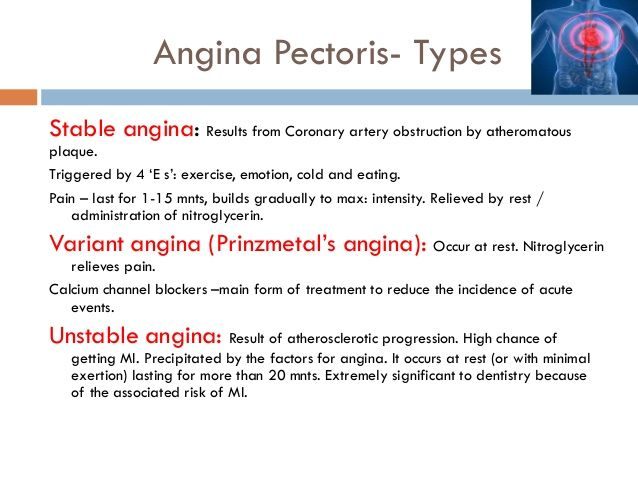 Angina Pectoris- Types
Stable angina: Results from Coronary artery obstruction by atheromatous
plaque.
Triggered by 4 ‘E s’: exercise, emotion, cold and eating.
Pain – last for 1-15 mnts, builds gradually to max: intensity. Relieved by rest /
administration of nitroglycerin.
Variant angina (Prinzmetal’s angina): Occur at rest. Nitroglycerin
relieves pain.
Calcium channel blockers –main form of treatment to reduce the incidence of acute
events.
Unstable angina: Result of atherosclerotic progression. High chance of
getting MI. Precipitated by the factors for angina. It occurs at rest (or with minimal
exertion) lasting for more than 20 mnts. Extremely significant to dentistry because
of the associated risk of MI.